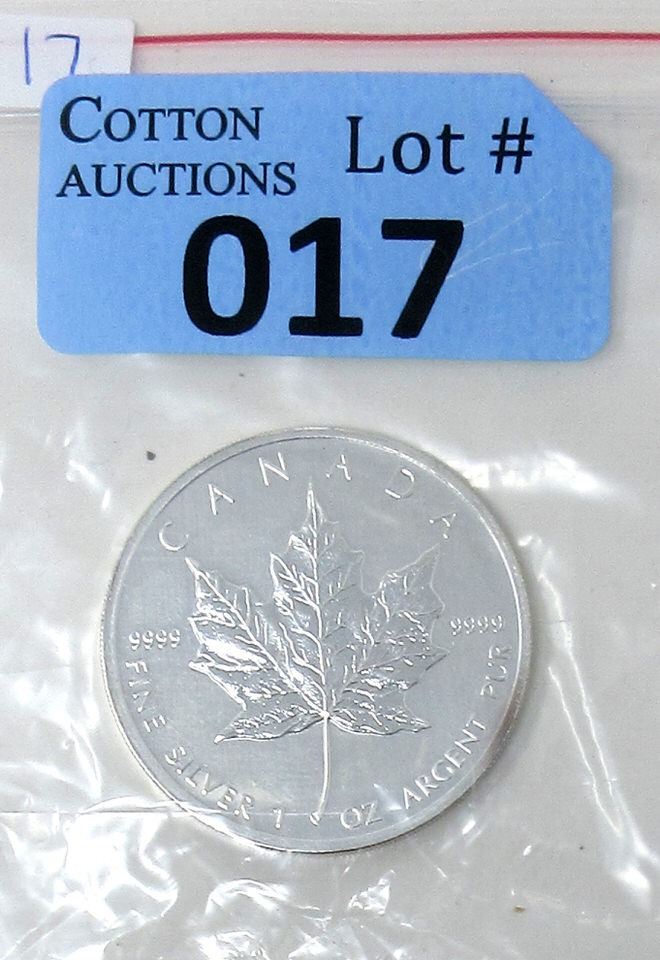 17
COTTON
AUCTIONS
Lot #
017
CANADA
9999
9999
FINE SILVER 1 OZ ARGENT PUR